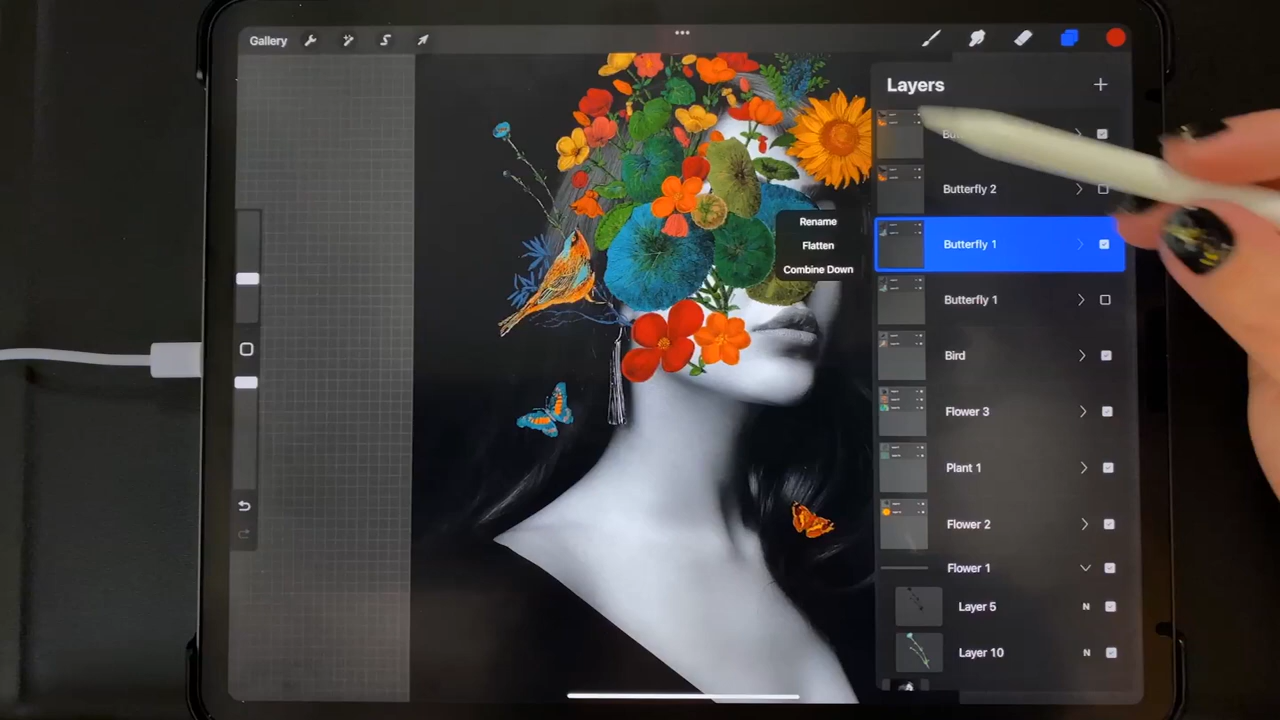 Gallery
Layers
Butterfly 2
Rename
Flatten
Combine Down
Butterfly 1
Butterfly 1
Bird
Flower 3
Plant 1
Flower 2
Flower 1
Layer 5 N
Layer 10 N